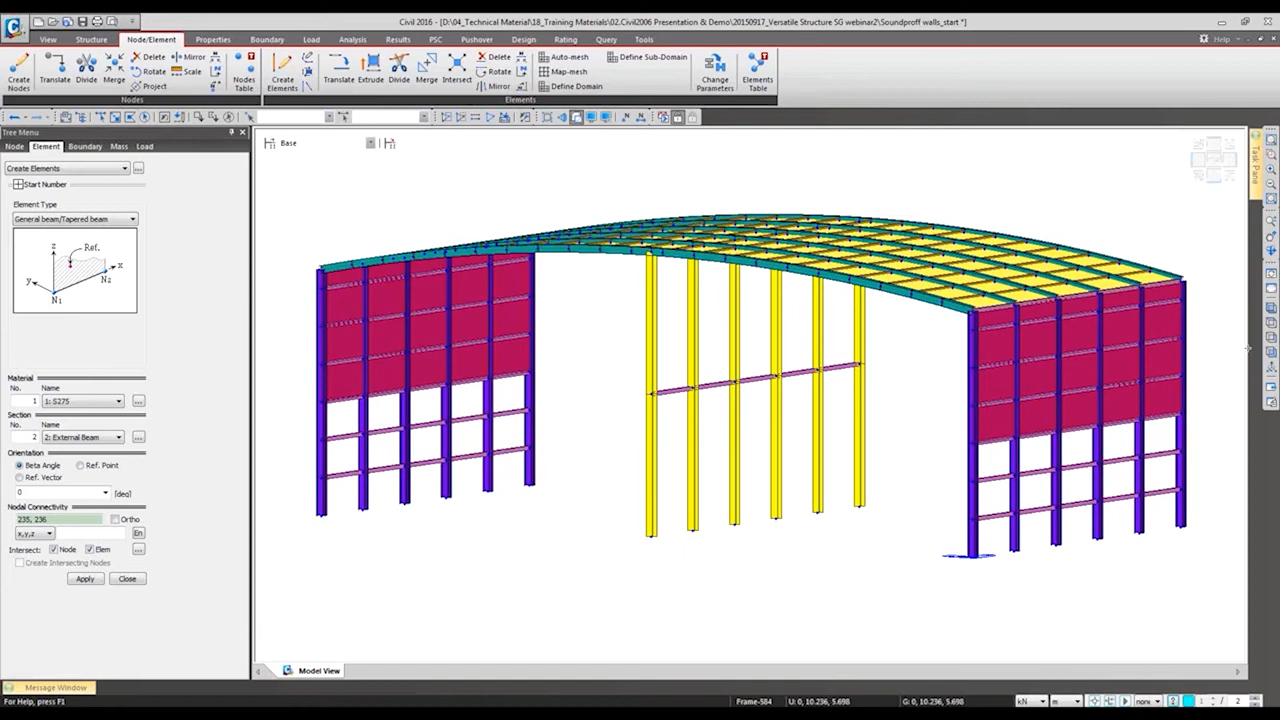 Civil 2016 - [D:\04_Technical Material\18_Training Materials\02.Civil2006 Presentation & Demo\20150917_Versatile Structure SG webinar2\Soundproff walls_start *]
View Structure Node/Element Properties Boundary Load Analysis Results PSC Pushover Design Rating Query Tools Help
Delete Mirror Delete Auto-mesh Define Sub-Domain
Rotate Scale Rotate Map-mesh
Project Mirror Define Domain
Create Nodes Translate Divide Merge Nodes Table Create Elements Translate Extrude Divide Merge Intersect Change Parameters Elements Table
Nodes Elements
Tree Menu
Node Element Boundary Mass Load
Create Elements
Start Number
Element Type
General beam/Tapered beam
z Ref. x
y N2
N1
Material
No. Name
1 1: S275
Section
No. Name
2 2: External Beam
Orientation
Beta Angle Ref. Point
Ref. Vector
0 [deg]
Nodal Connectivity
235, 236 Ortho
x,y,z En
Intersect: Node Elem
Create Intersecting Nodes
Apply Close
Base
Task Pane
Model View
Message Window
For Help, press F1 Frame-584 U: 0, 10.236, 5.698 G: 0, 10.236, 5.698 kN m none 1 / 2